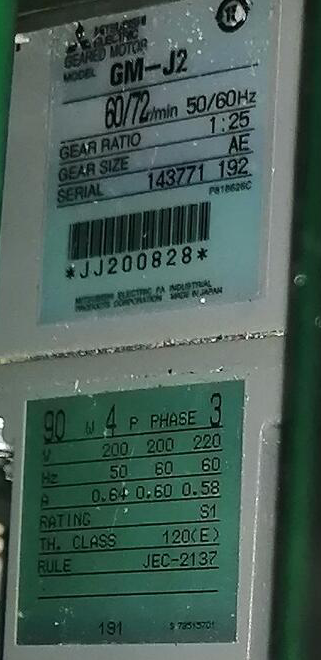 MITSUBISHI
ELECTRIC
GEARED MOTOR
MODEL GM-J2
60/72r/min 50/60Hz
GEAR RATIO 1:25
GEAR SIZE AE
SERIAL 143771 192
P818626C
*JJ200828*
MITSUBISHI ELECTRIC FA INDUSTRIAL
PRODUCTS CORPORATION MADE IN JAPAN
90 W 4 P PHASE 3
V 200 200 220
Hz 50 60 60
A 0.64 0.60 0.58
RATING S1
TH. CLASS 120(E)
RULE JEC-2137
191